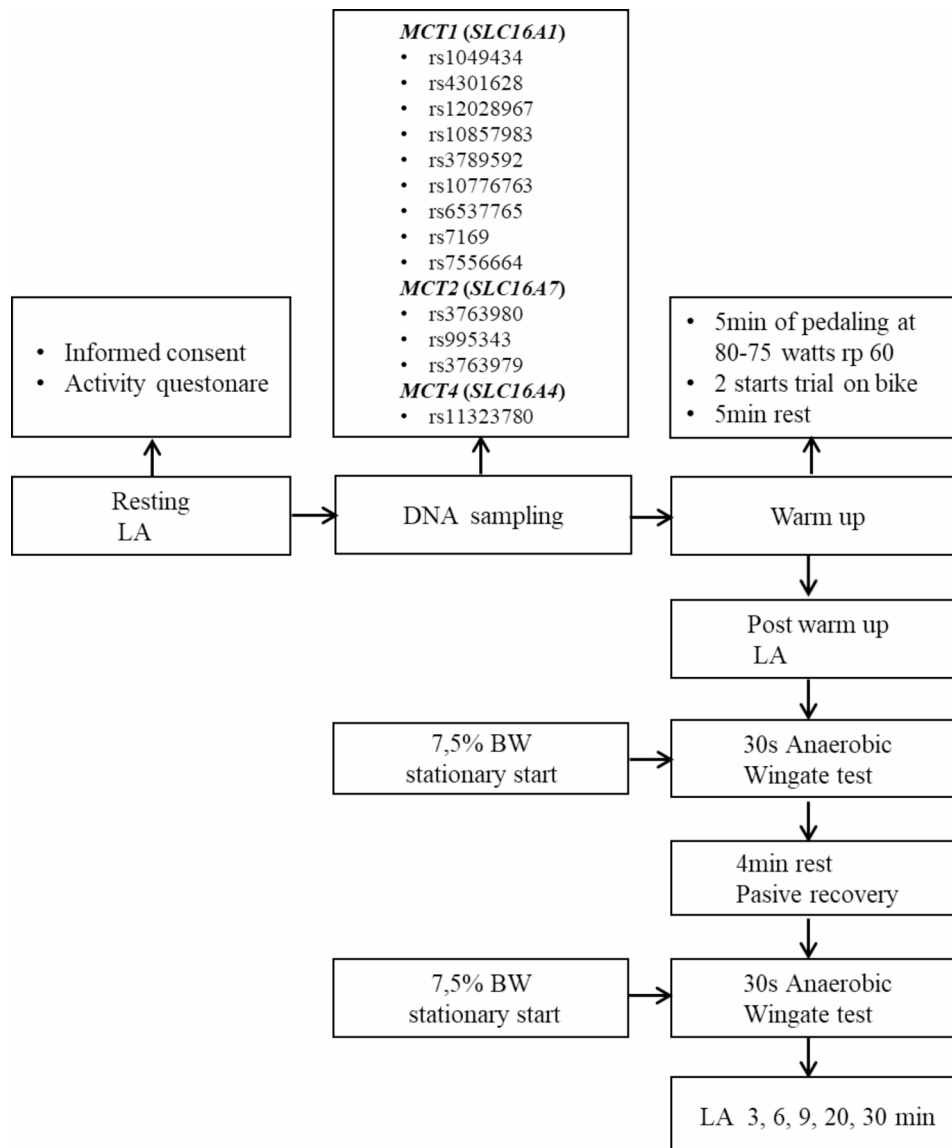 MCT1 (SLC16A1)
• rs1049434
• rs4301628
• rs12028967
• rs10857983
• rs3789592
• rs10776763
• rs6537765
• rs7169
• rs7556664
MCT2 (SLC16A7)
• rs3763980
• rs995343
• rs3763979
MCT4 (SLC16A4)
• rs11323780
• Informed consent
• Activity questonare
• 5min of pedaling at
80-75 watts rp 60
• 2 starts trial on bike
• 5min rest
Resting
LA
DNA sampling
Warm up
Post warm up
LA
7,5% BW
stationary start
30s Anaerobic
Wingate test
4min rest
Pasive recovery
7,5% BW
stationary start
30s Anaerobic
Wingate test
LA 3, 6, 9, 20, 30 min